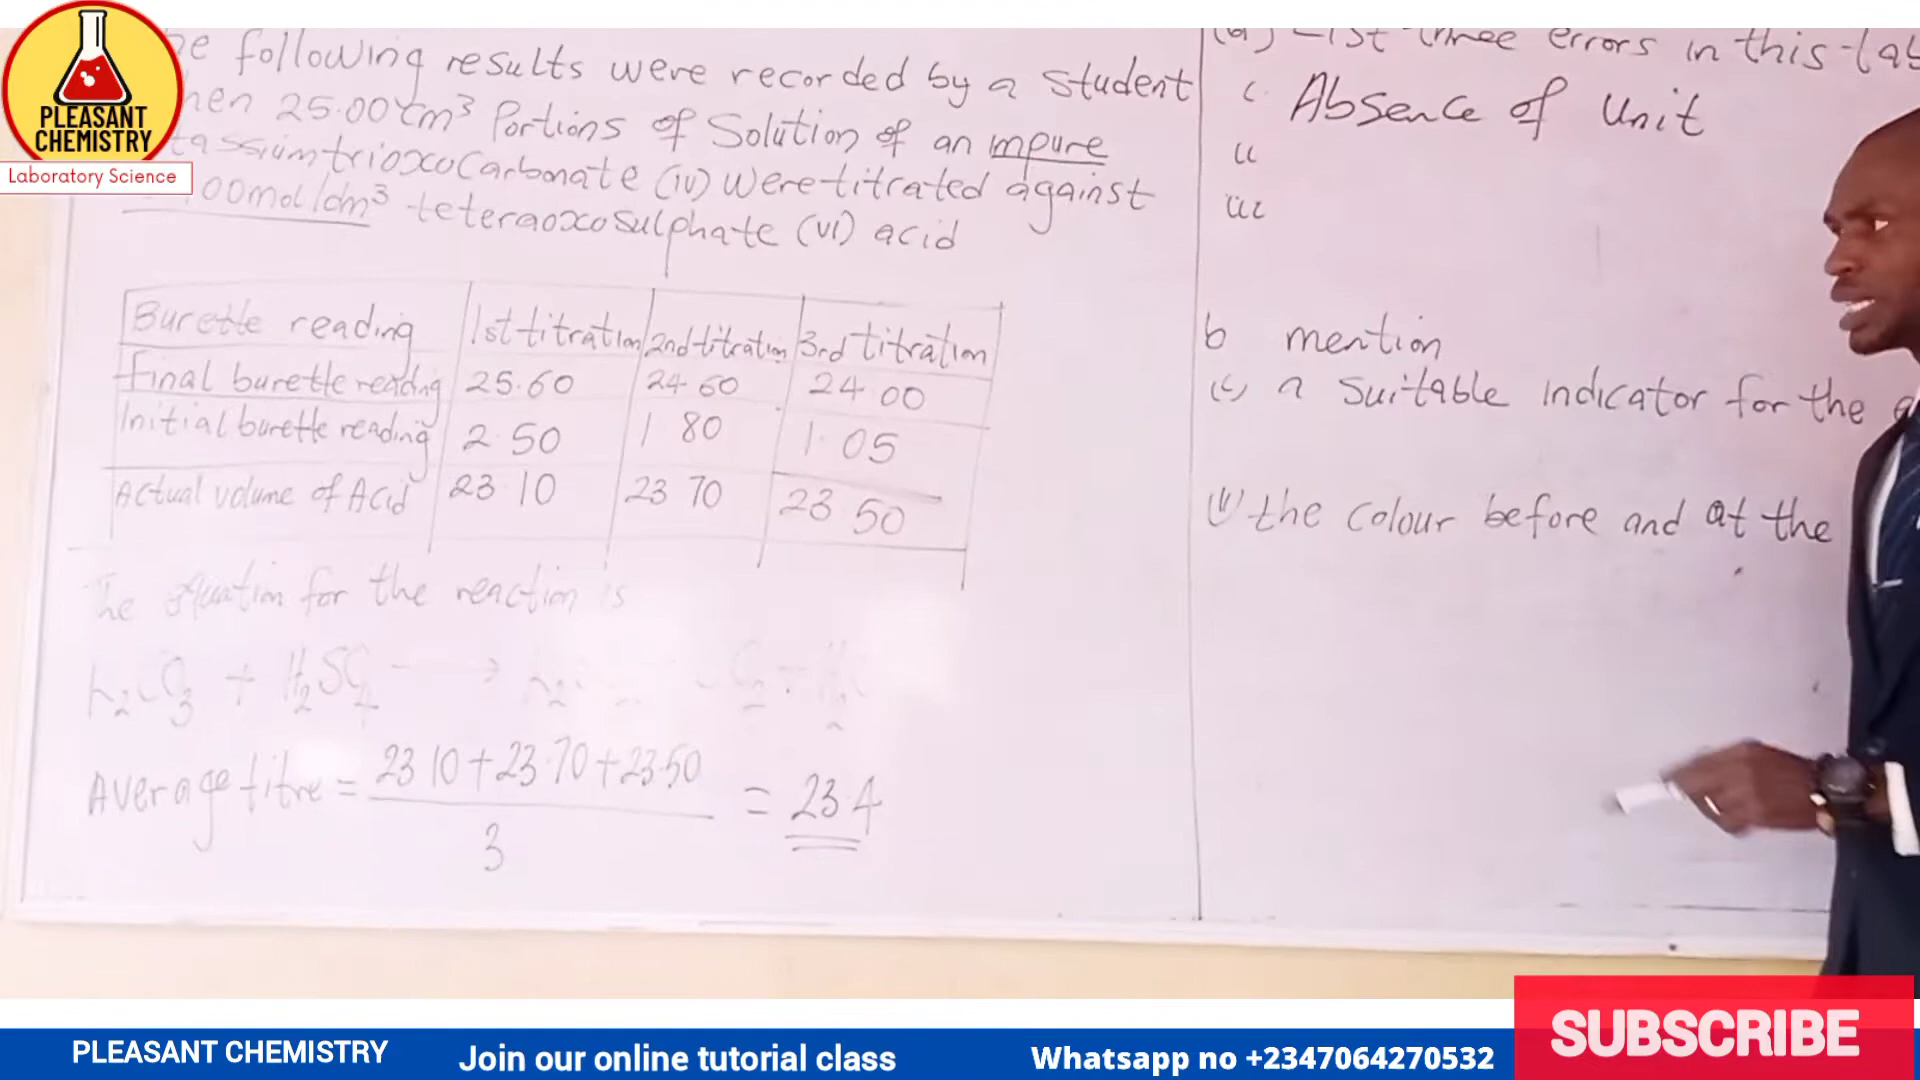 PLEASANT
CHEMISTRY
Laboratory Science
following results were recorded by a student
25.00cm³ Portions of Solution of an mpure
trioxocarbonate (iv) were titrated against
mol/dm³ teteraoxosulphate (vi) acid
Burette reading 1st titration 2nd titration 3rd titration
Final burette reading 25.60 24.60 24.00
Initial burette reading 2.50 1 80 1.05
Actual volume of Acid 23 10 23 70 23 50
The equation for the reaction is
+ H₂SO₄
Average titre = 23 10+23.70+23.50 = 23.4
3
List three errors in this
Absence of Unit
ii
iii
b mention
(i) a suitable indicator for the
(ii) the colour before and at the
SUBSCRIBE
PLEASANT CHEMISTRY
Join our online tutorial class
Whatsapp no +2347064270532